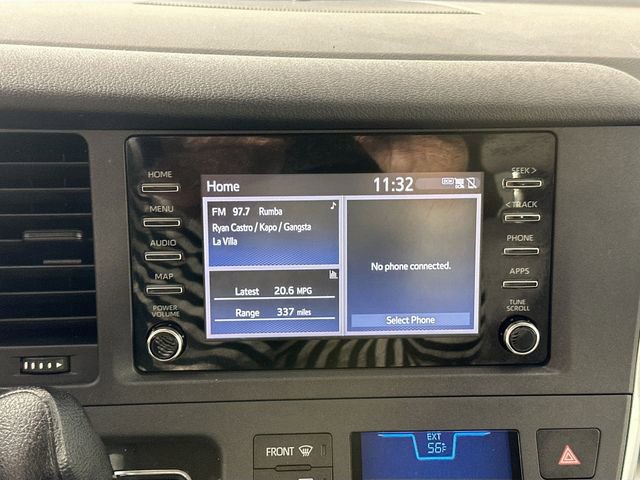 HOME
MENU
AUDIO
MAP
POWER
VOLUME
Home 11:32
FM 97.7 Rumba
Ryan Castro / Kapo / Gangsta
La Villa
Latest 20.6 MPG
Range 337 miles
No phone connected.
Select Phone
SEEK >
< TRACK
PHONE
APPS
TUNE
SCROLL
FRONT
EXT
56°F